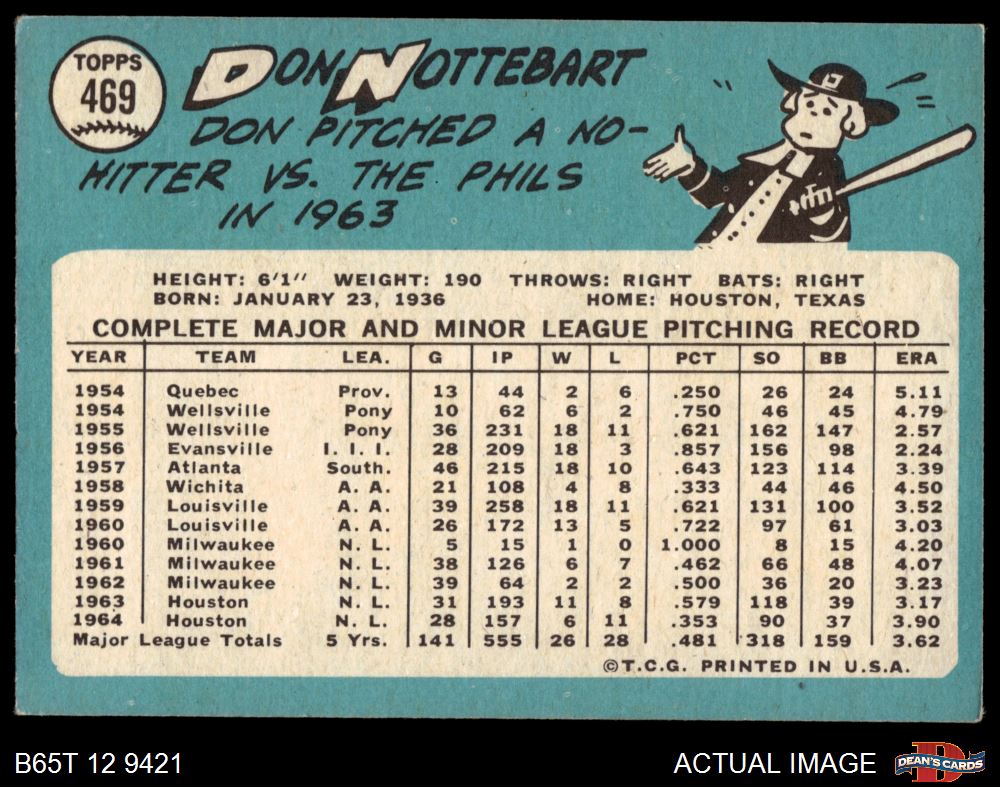 TOPPS
469
DON NOTTEBART
DON PITCHED A NO-
HITTER VS. THE PHILS
IN 1963
HEIGHT: 6'1" WEIGHT: 190 THROWS: RIGHT BATS: RIGHT
BORN: JANUARY 23, 1936 HOME: HOUSTON, TEXAS
COMPLETE MAJOR AND MINOR LEAGUE PITCHING RECORD
YEAR TEAM LEA. G IP W L PCT SO BB ERA
1954 Quebec Prov. 13 44 2 6 .250 26 24 5.11
1954 Wellsville Pony 10 62 6 2 .750 46 45 4.79
1955 Wellsville Pony 36 231 18 11 .621 162 147 2.57
1956 Evansville I. I. I. 28 209 18 3 .857 156 98 2.24
1957 Atlanta South. 46 215 18 10 .643 123 114 3.39
1958 Wichita A. A. 21 108 4 8 .333 44 46 4.50
1959 Louisville A. A. 39 258 18 11 .621 131 100 3.52
1960 Louisville A. A. 26 172 13 5 .722 97 61 3.03
1960 Milwaukee N. L. 5 15 1 0 1.000 8 15 4.20
1961 Milwaukee N. L. 38 126 6 7 .462 66 48 4.07
1962 Milwaukee N. L. 39 64 2 2 .500 36 20 3.23
1963 Houston N. L. 31 193 11 8 .579 118 39 3.17
1964 Houston N. L. 28 157 6 11 .353 90 37 3.90
Major League Totals 5 Yrs. 141 555 26 28 .481 318 159 3.62
©T.C.G. PRINTED IN U.S.A.
B65T 12 9421 ACTUAL IMAGE
DEAN'S CARDS